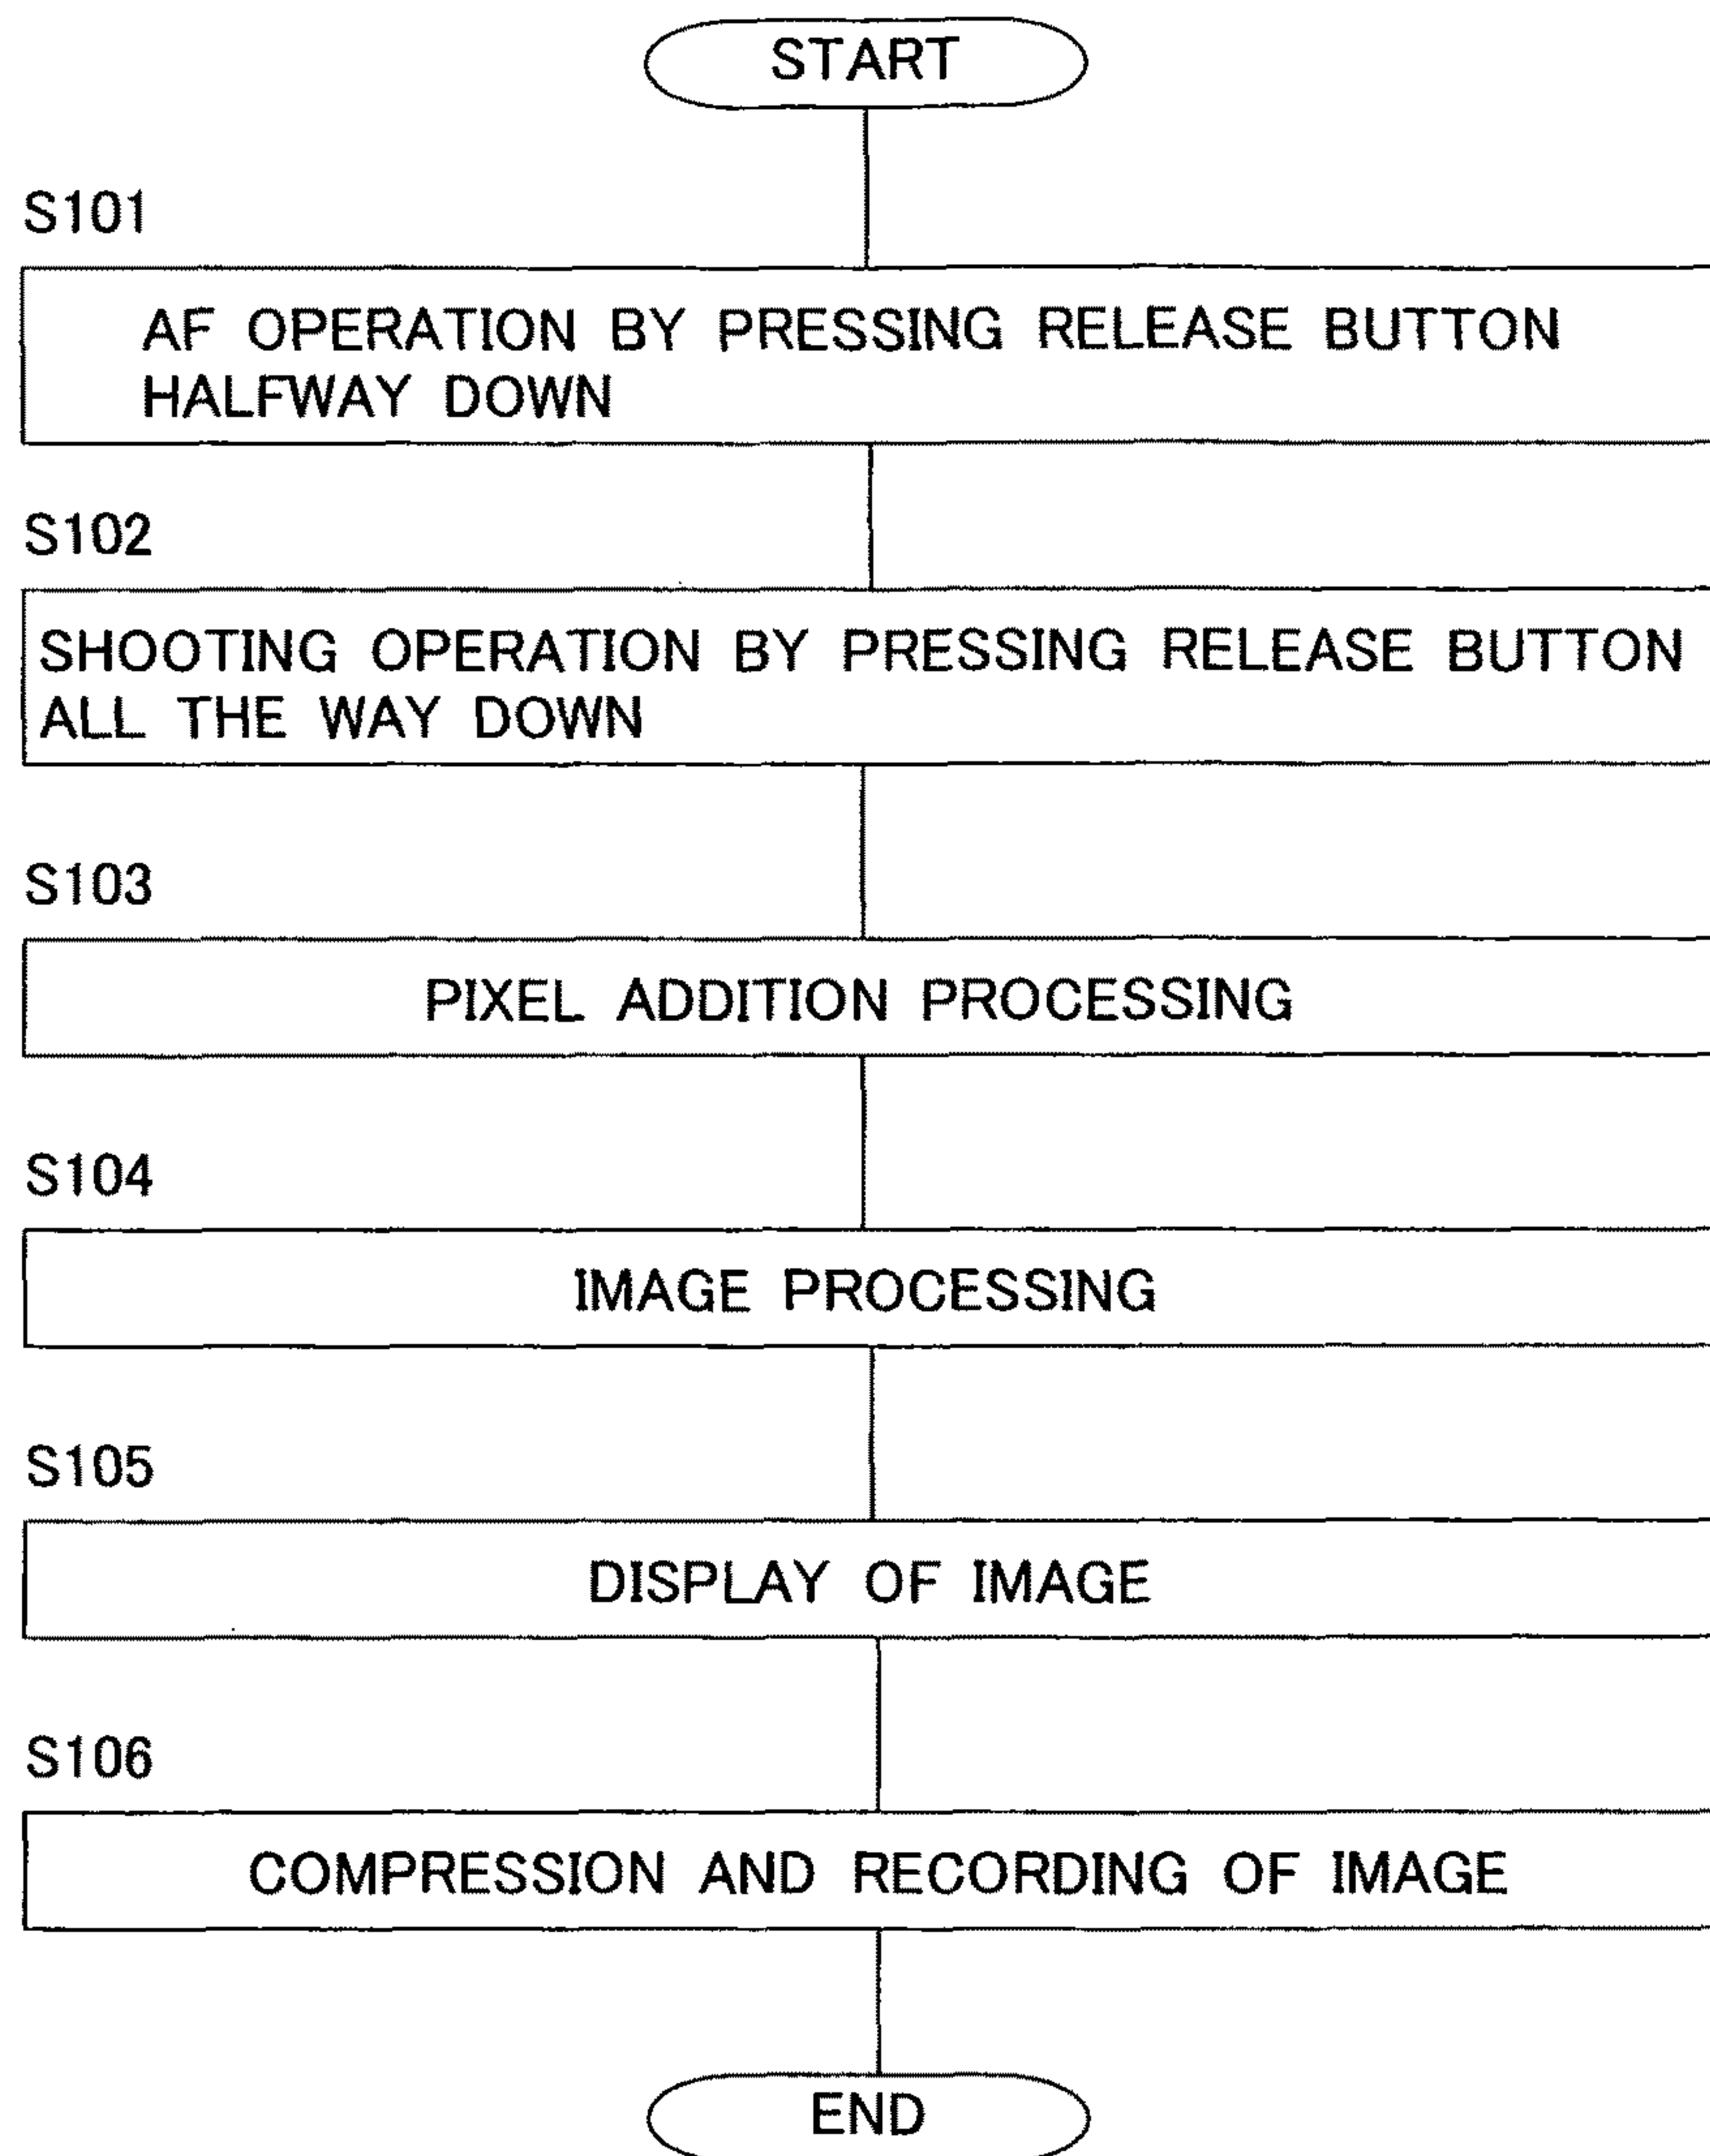 START
S101
AF OPERATION BY PRESSING RELEASE BUTTON
HALFWAY DOWN
S102
SHOOTING OPERATION BY PRESSING RELEASE BUTTON
ALL THE WAY DOWN
S103
PIXEL ADDITION PROCESSING
S104
IMAGE PROCESSING
S105
DISPLAY OF IMAGE
S106
COMPRESSION AND RECORDING OF IMAGE
END